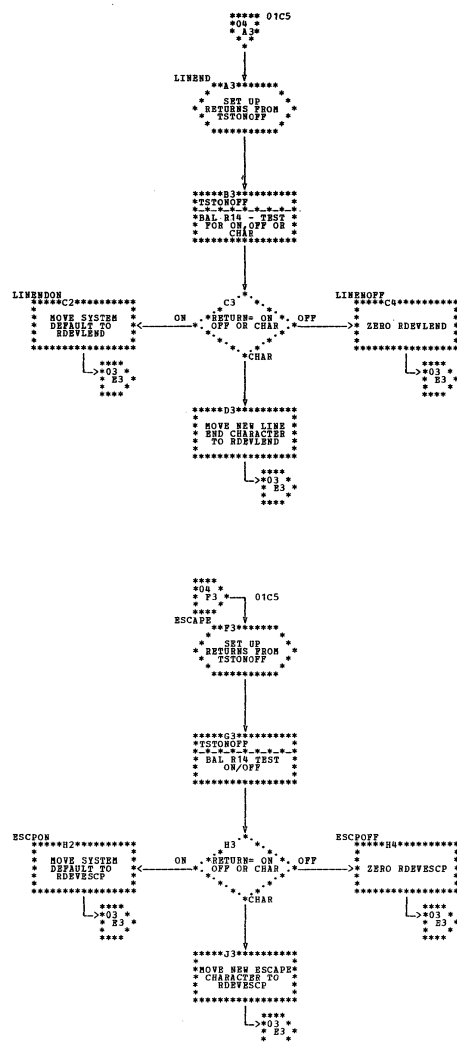 01C5
04
A3
LINEND
A3
SET UP
RETURNS FROM
TSTONOFF
B3
TSTONOFF
BAL R14 - TEST
FOR ON,OFF OR
CHAR
LINENDON
C2
MOVE SYSTEM
DEFAULT TO
RDEVLEND
ON
C3
RETURN= ON
OFF OR CHAR
OFF
LINENOFF
C4
ZERO RDEVLEND
03
E3
CHAR
03
E3
D3
MOVE NEW LINE
END CHARACTER
TO RDEVLEND
03
E3
04
F3
01C5
ESCAPE
F3
SET UP
RETURNS FROM
TSTONOFF
G3
TSTONOFF
BAL R14 TEST
ON/OFF
ESCPON
H2
MOVE SYSTEM
DEFAULT TO
RDEVESCP
ON
H3
RETURN= ON
OFF OR CHAR
OFF
ESCPOFF
H4
ZERO RDEVESCP
03
E3
CHAR
03
E3
J3
MOVE NEW ESCAPE
CHARACTER TO
RDEVESCP
03
E3